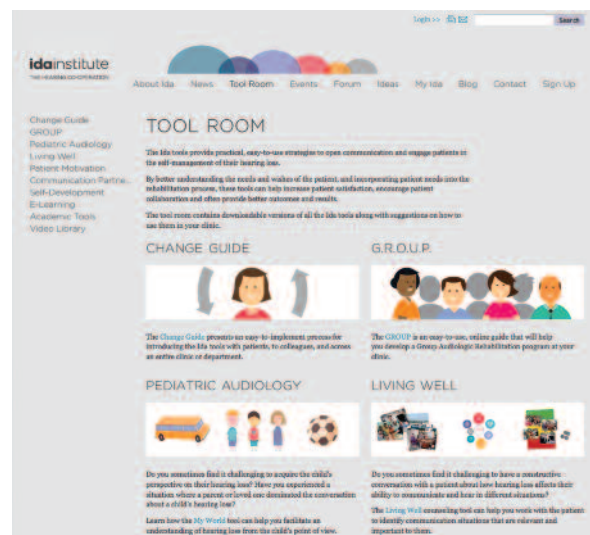 Login >>
Search
idainstitute
THE HEARING CO-OPERATION
About Ida News Tool Room Events Forum Ideas My Ida Blog Contact Sign Up
Change Guide
GROUP
Pediatric Audiology
Living Well
Patient Motivation
Communication Partne...
Self-Development
E-Learning
Academic Tools
Video Library
TOOL ROOM
The Ida tools provide practical, easy-to-use strategies to open communication and engage patients in
the self-management of their hearing loss.
By better understanding the needs and wishes of the patient, and incorporating patient needs into the
rehabilitation process, these tools can help increase patient satisfaction, encourage patient
collaboration and often provide better outcomes and results.
The tool room contains downloadable versions of all the Ida tools along with suggestions on how to
use them in your clinic.
CHANGE GUIDE
The Change Guide presents an easy-to-implement process for
introducing the Ida tools with patients, to colleagues, and across
an entire clinic or department.
G.R.O.U.P.
The GROUP is an easy-to-use, online guide that will help
you develop a Group Audiologic Rehabilitation program at your
clinic.
PEDIATRIC AUDIOLOGY
Do you sometimes find it challenging to acquire the child's
perspective on their hearing loss? Have you experienced a
situation where a parent or loved one dominated the conversation
about a child's hearing loss?
Learn how the My World tool can help you facilitate an
understanding of hearing loss from the child's point of view.
LIVING WELL
Do you sometimes find it challenging to have a constructive
conversation with a patient about how hearing loss affects their
ability to communicate and hear in different situations?
The Living Well counseling tool can help you work with the patient
to identify communication situations that are relevant and
important to them.